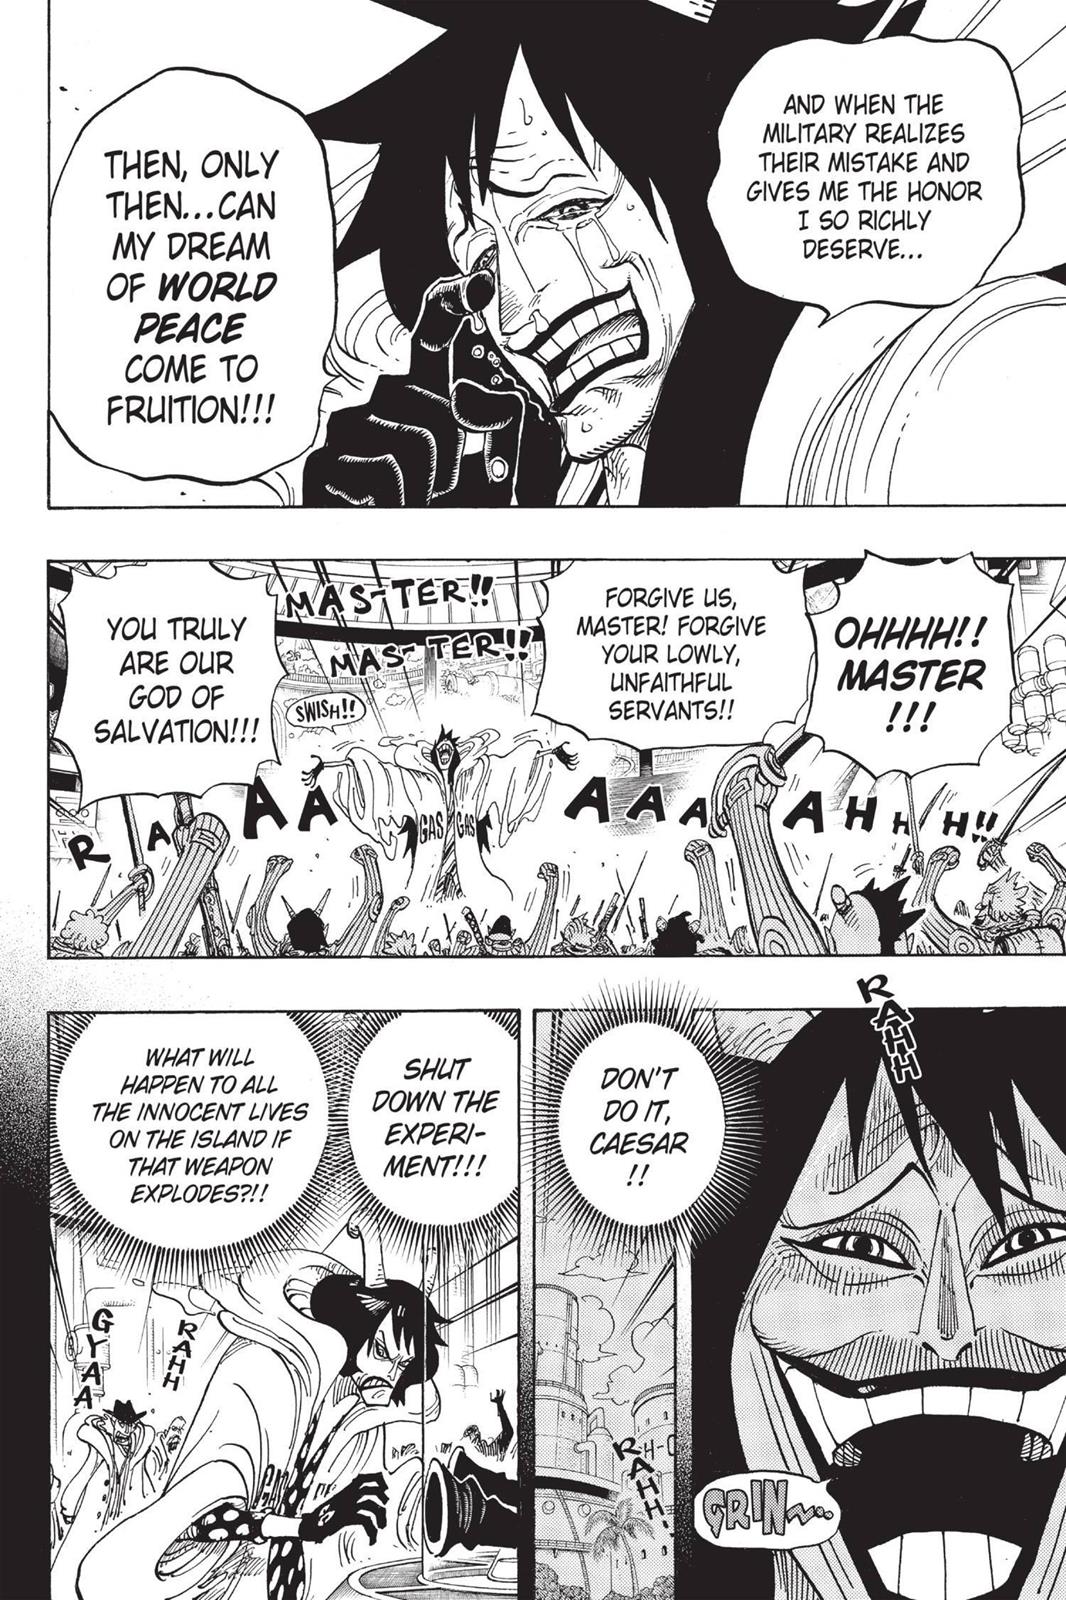 AND WHEN THE
MILITARY REALIZES
THEIR MISTAKE AND
GIVES ME THE HONOR
I SO RICHLY
DESERVE...
THEN, ONLY
THEN...CAN
MY DREAM
OF WORLD
PEACE
COME TO
FRUITION!!!
OHHHH!!
MASTER
!!!
FORGIVE US,
MASTER! FORGIVE
YOUR LOWLY,
UNFAITHFUL
SERVANTS!!
MAS-TER!!
MAS-TER!!
SWISH!!
YOU TRULY
ARE OUR
GOD OF
SALVATION!!!
RAAAAAAAHHH!!
GAS GAS
RAHH
DON'T
DO IT,
CAESAR
!!
GRIN
RAHH!
H-C
SHUT
DOWN THE
EXPERI-
MENT!!!
WHAT WILL
HAPPEN TO ALL
THE INNOCENT LIVES
ON THE ISLAND IF
THAT WEAPON
EXPLODES?!!
RAHH
GYAA